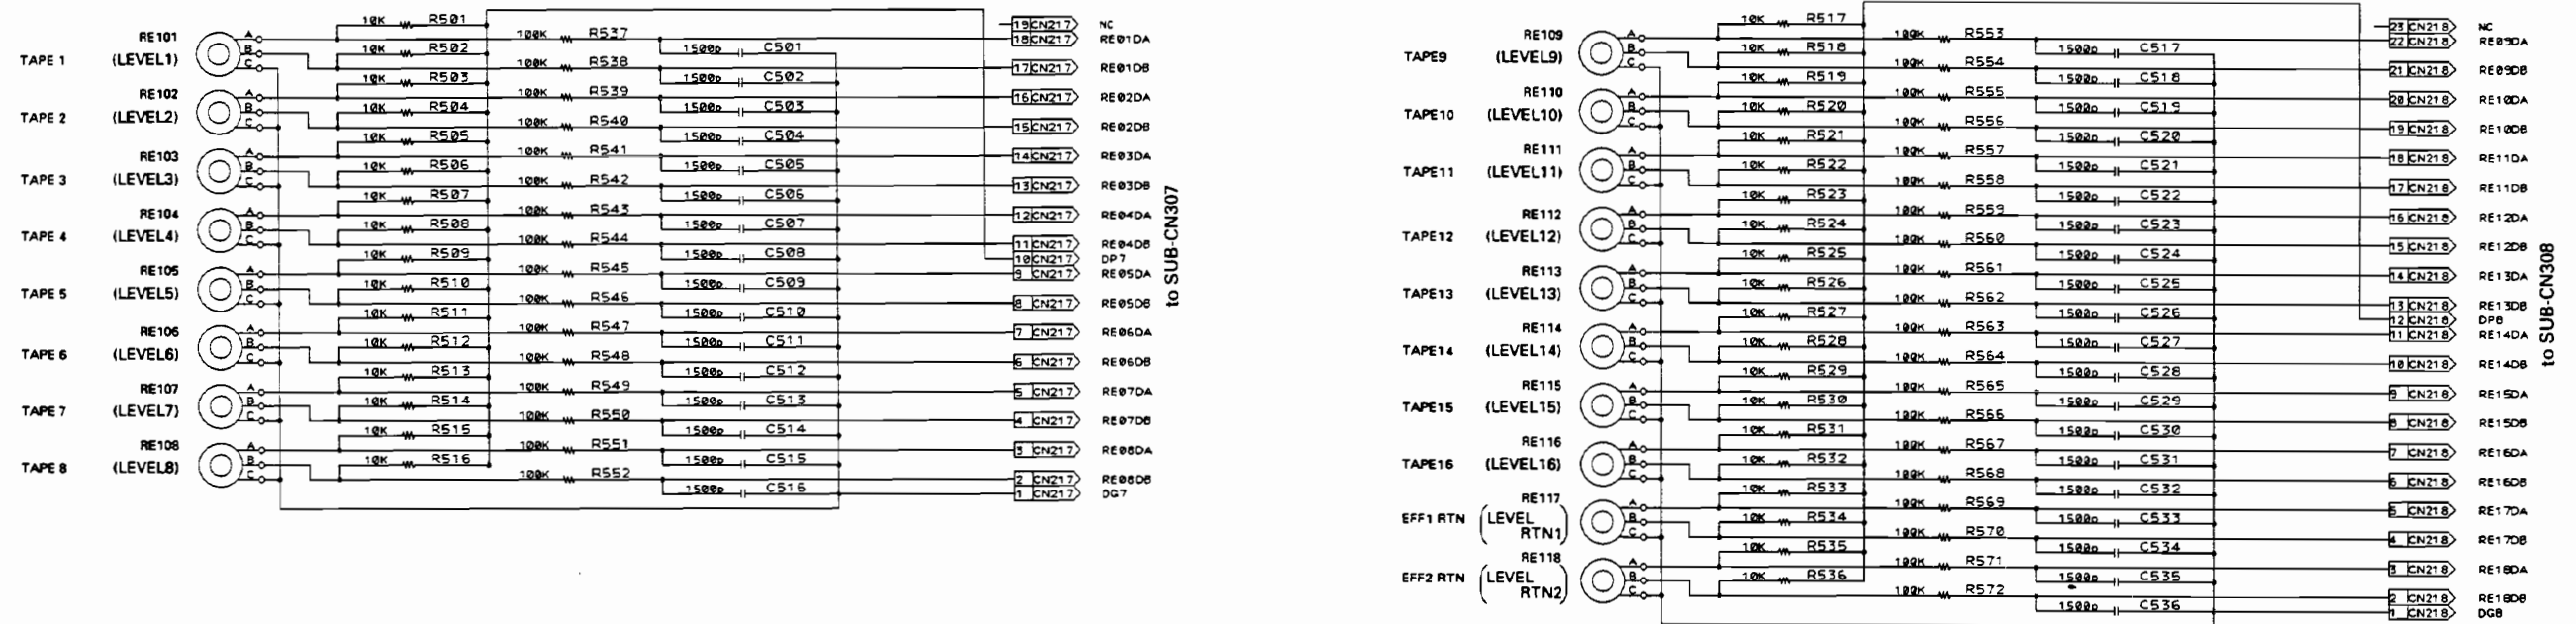 10K R501
19 CN217 NC
RE101 A 100K R537 18 CN217 RE01DA
TAPE 1 (LEVEL1) B 10K R502 1500p C501
C 100K R538 17 CN217 RE01DB
10K R503 1500p C502
RE102 A 100K R539 16 CN217 RE02DA
TAPE 2 (LEVEL2) B 10K R504 1500p C503
C 100K R540 15 CN217 RE02DB
10K R505 1500p C504
RE103 A 100K R541 14 CN217 RE03DA
TAPE 3 (LEVEL3) B 10K R506 1500p C505
C 100K R542 13 CN217 RE03DB
10K R507 1500p C506
RE104 A 100K R543 12 CN217 RE04DA
TAPE 4 (LEVEL4) B 10K R508 1500p C507
C 100K R544 11 CN217 RE04DB
10K R509 1500p C508 10 CN217 DP7
RE105 A 100K R545 9 CN217 RE05DA
TAPE 5 (LEVEL5) B 10K R510 1500p C509
C 100K R546 8 CN217 RE05DB
10K R511 1500p C510
RE106 A 100K R547 7 CN217 RE06DA
TAPE 6 (LEVEL6) B 10K R512 1500p C511
C 100K R548 6 CN217 RE06DB
10K R513 1500p C512
RE107 A 100K R549 5 CN217 RE07DA
TAPE 7 (LEVEL7) B 10K R514 1500p C513
C 100K R550 4 CN217 RE07DB
10K R515 1500p C514
RE108 A 100K R551 3 CN217 RE08DA
TAPE 8 (LEVEL8) B 10K R516 1500p C515
C 100K R552 2 CN217 RE08DB
1500p C516 1 CN217 DG7
to SUB-CN307
10K R517
23 CN218 NC
RE109 A 100K R553 22 CN218 RE09DA
TAPE9 (LEVEL9) B 10K R518 1500p C517
C 100K R554 21 CN218 RE09DB
10K R519 1500p C518
RE110 A 100K R555 20 CN218 RE10DA
TAPE10 (LEVEL10) B 10K R520 1500p C519
C 100K R556 19 CN218 RE10DB
10K R521 1500p C520
RE111 A 100K R557 18 CN218 RE11DA
TAPE11 (LEVEL11) B 10K R522 1500p C521
C 100K R558 17 CN218 RE11DB
10K R523 1500p C522
RE112 A 100K R559 16 CN218 RE12DA
TAPE12 (LEVEL12) B 10K R524 1500p C523
C 100K R560 15 CN218 RE12DB
10K R525 1500p C524
RE113 A 100K R561 14 CN218 RE13DA
TAPE13 (LEVEL13) B 10K R526 1500p C525
C 100K R562 13 CN218 RE13DB
10K R527 1500p C526 12 CN218 DP8
RE114 A 100K R563 11 CN218 RE14DA
TAPE14 (LEVEL14) B 10K R528 1500p C527
C 100K R564 10 CN218 RE14DB
10K R529 1500p C528
RE115 A 100K R565 9 CN218 RE15DA
TAPE15 (LEVEL15) B 10K R530 1500p C529
C 100K R566 8 CN218 RE15DB
10K R531 1500p C530
RE116 A 100K R567 7 CN218 RE16DA
TAPE16 (LEVEL16) B 10K R532 1500p C531
C 100K R568 6 CN218 RE16DB
10K R533 1500p C532
RE117 A 100K R569 5 CN218 RE17DA
EFF1 RTN (LEVEL RTN1) B 10K R534 1500p C533
C 100K R570 4 CN218 RE17DB
10K R535 1500p C534
RE118 A 100K R571 3 CN218 RE18DA
EFF2 RTN (LEVEL RTN2) B 10K R536 1500p C535
C 100K R572 2 CN218 RE18DB
1500p C536 1 CN218 DG8
to SUB-CN308